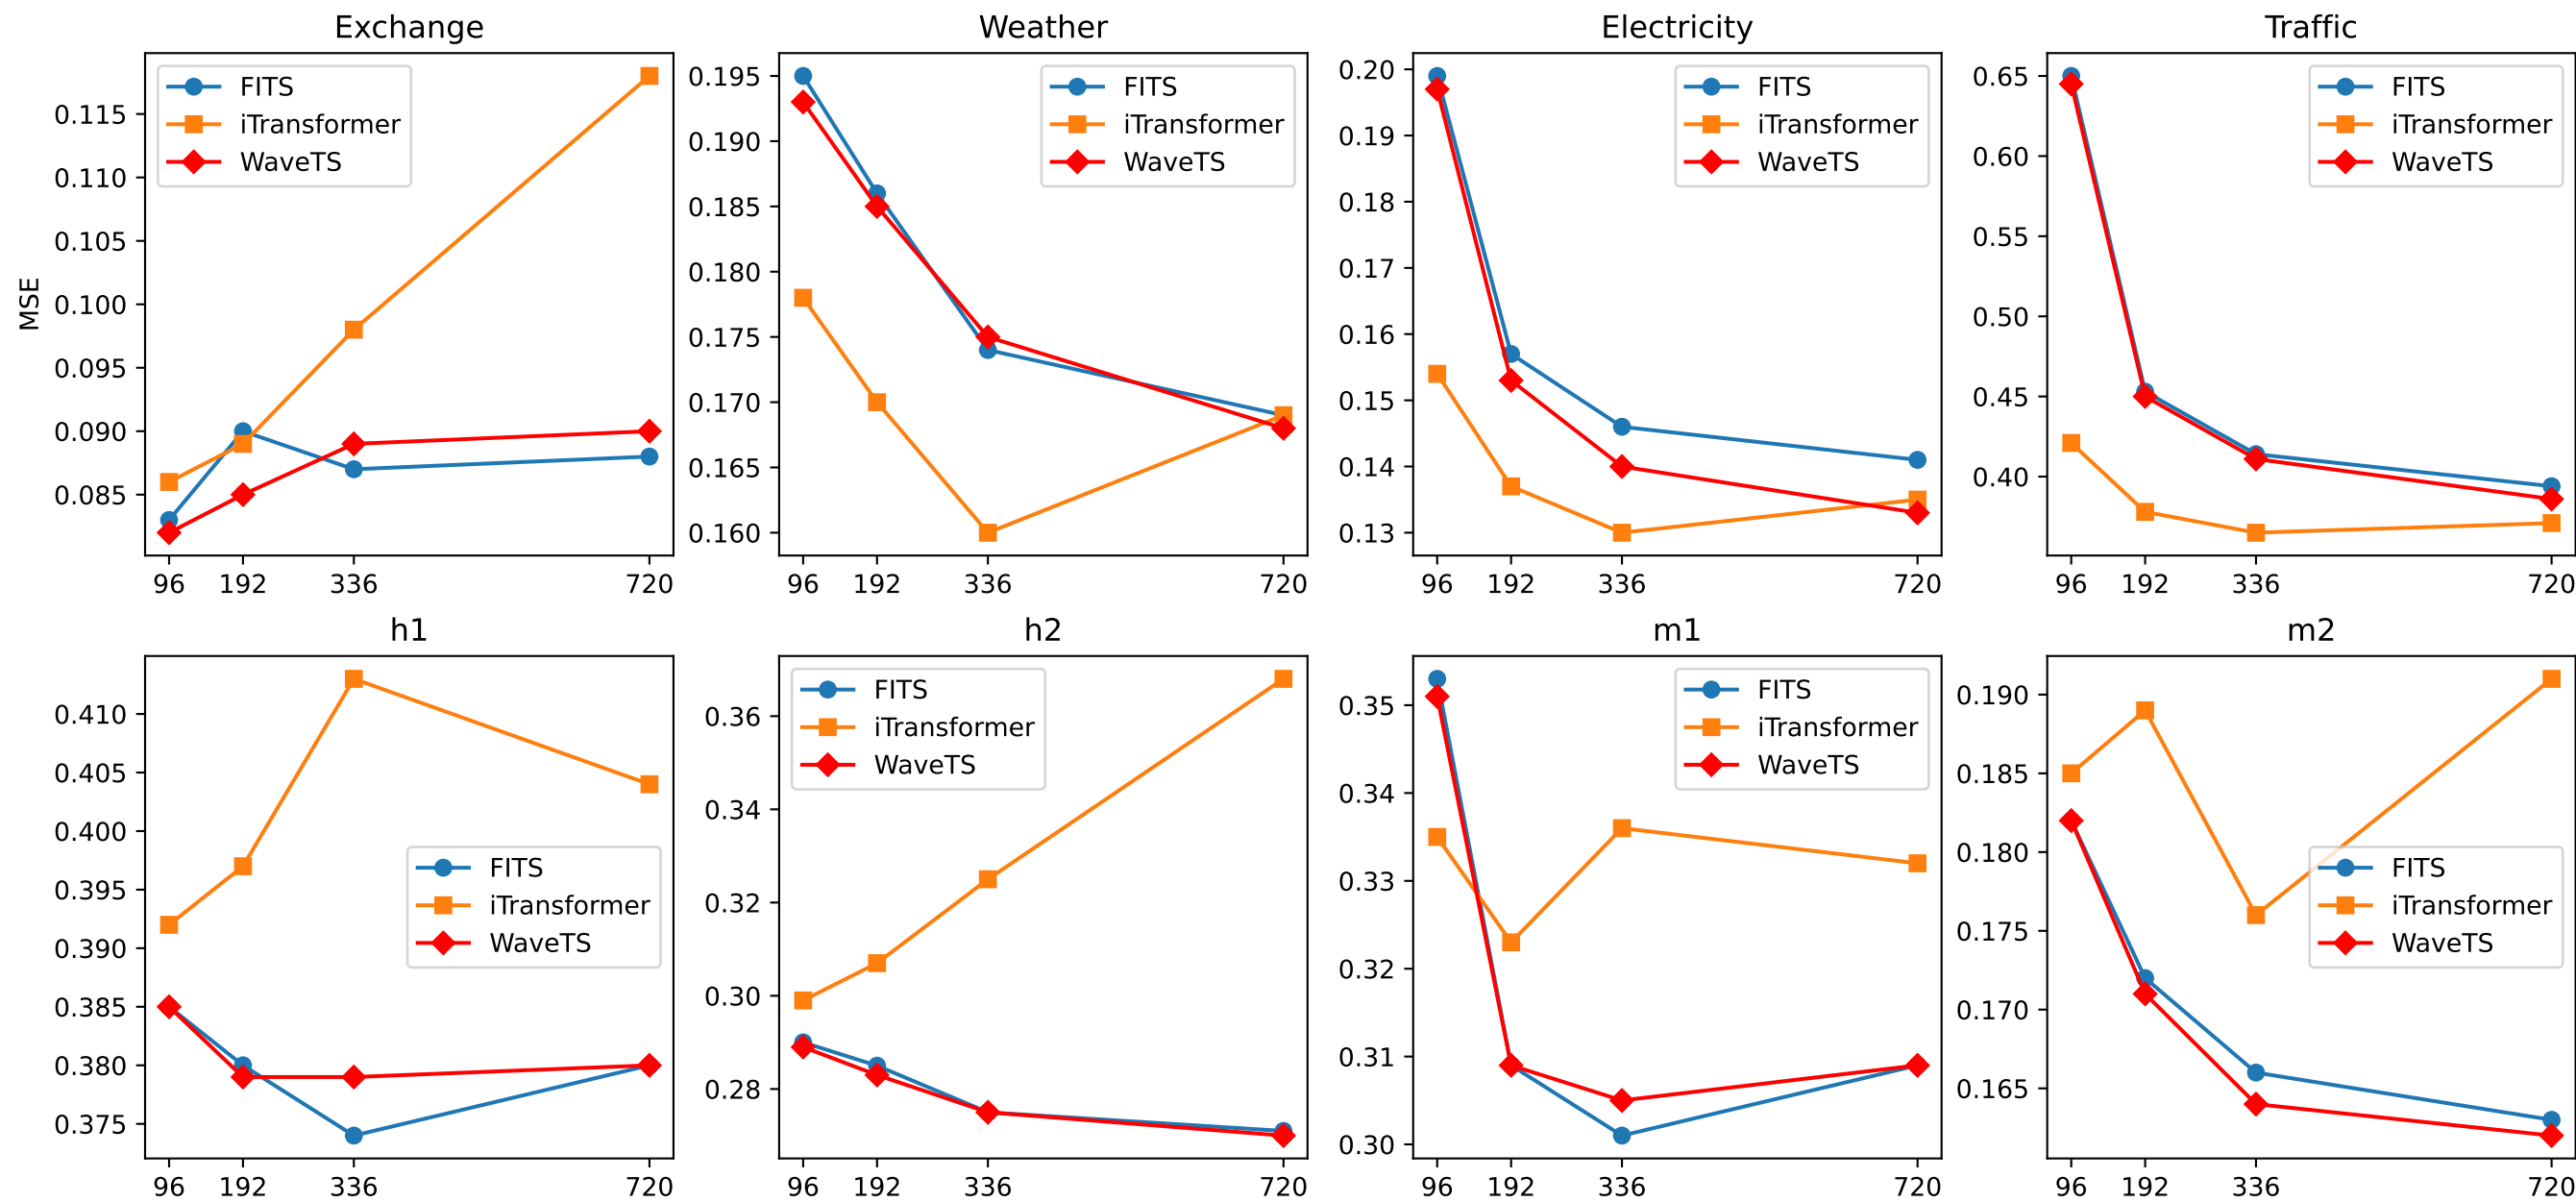 Exchange
MSE
0.115
0.110
0.105
0.100
0.095
0.090
0.085
FITS
iTransformer
WaveTS
96 192 336 720
Weather
0.195
0.190
0.185
0.180
0.175
0.170
0.165
0.160
FITS
iTransformer
WaveTS
96 192 336 720
Electricity
0.20
0.19
0.18
0.17
0.16
0.15
0.14
0.13
FITS
iTransformer
WaveTS
96 192 336 720
Traffic
0.65
0.60
0.55
0.50
0.45
0.40
FITS
iTransformer
WaveTS
96 192 336 720
h1
0.410
0.405
0.400
0.395
0.390
0.385
0.380
0.375
FITS
iTransformer
WaveTS
96 192 336 720
h2
0.36
0.34
0.32
0.30
0.28
FITS
iTransformer
WaveTS
96 192 336 720
m1
0.35
0.34
0.33
0.32
0.31
0.30
FITS
iTransformer
WaveTS
96 192 336 720
m2
0.190
0.185
0.180
0.175
0.170
0.165
FITS
iTransformer
WaveTS
96 192 336 720